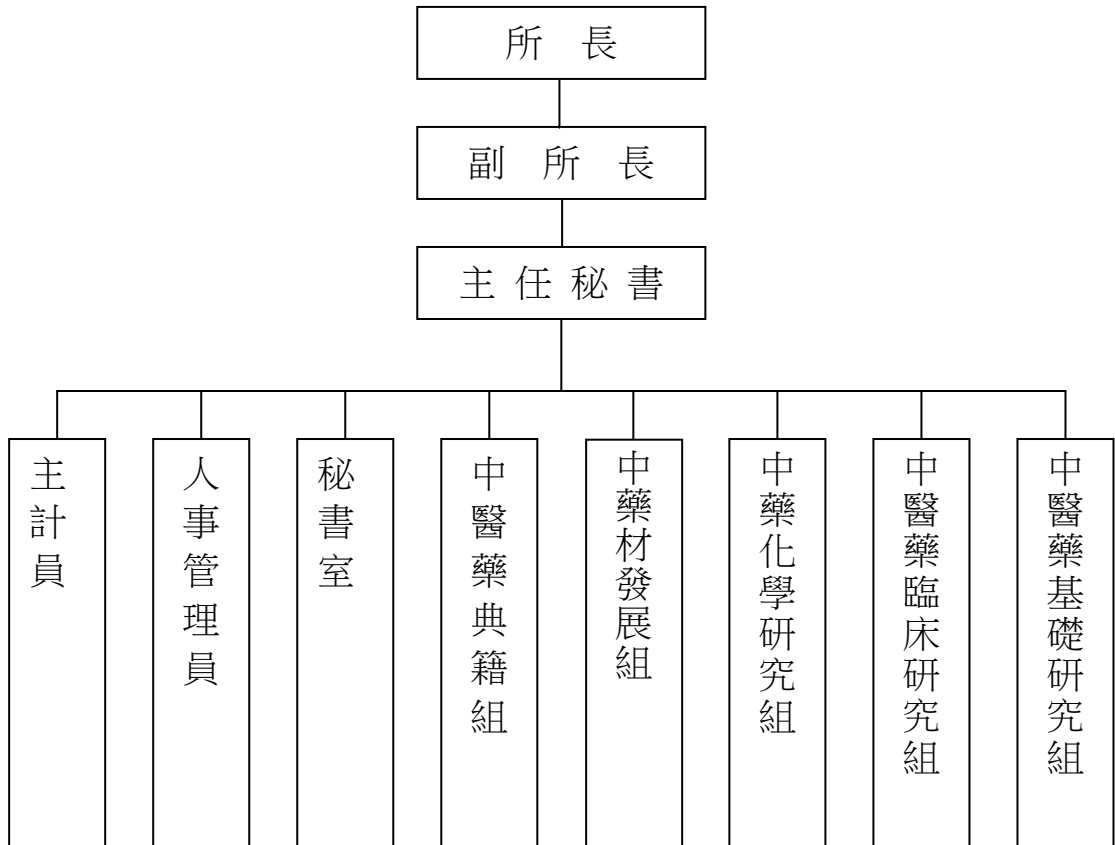 所長
副所長
主任秘書
主計員
人事管理員
秘書室
中醫藥典籍組
中藥材發展組
中藥化學研究組
中醫藥臨床研究組
中醫藥基礎研究組